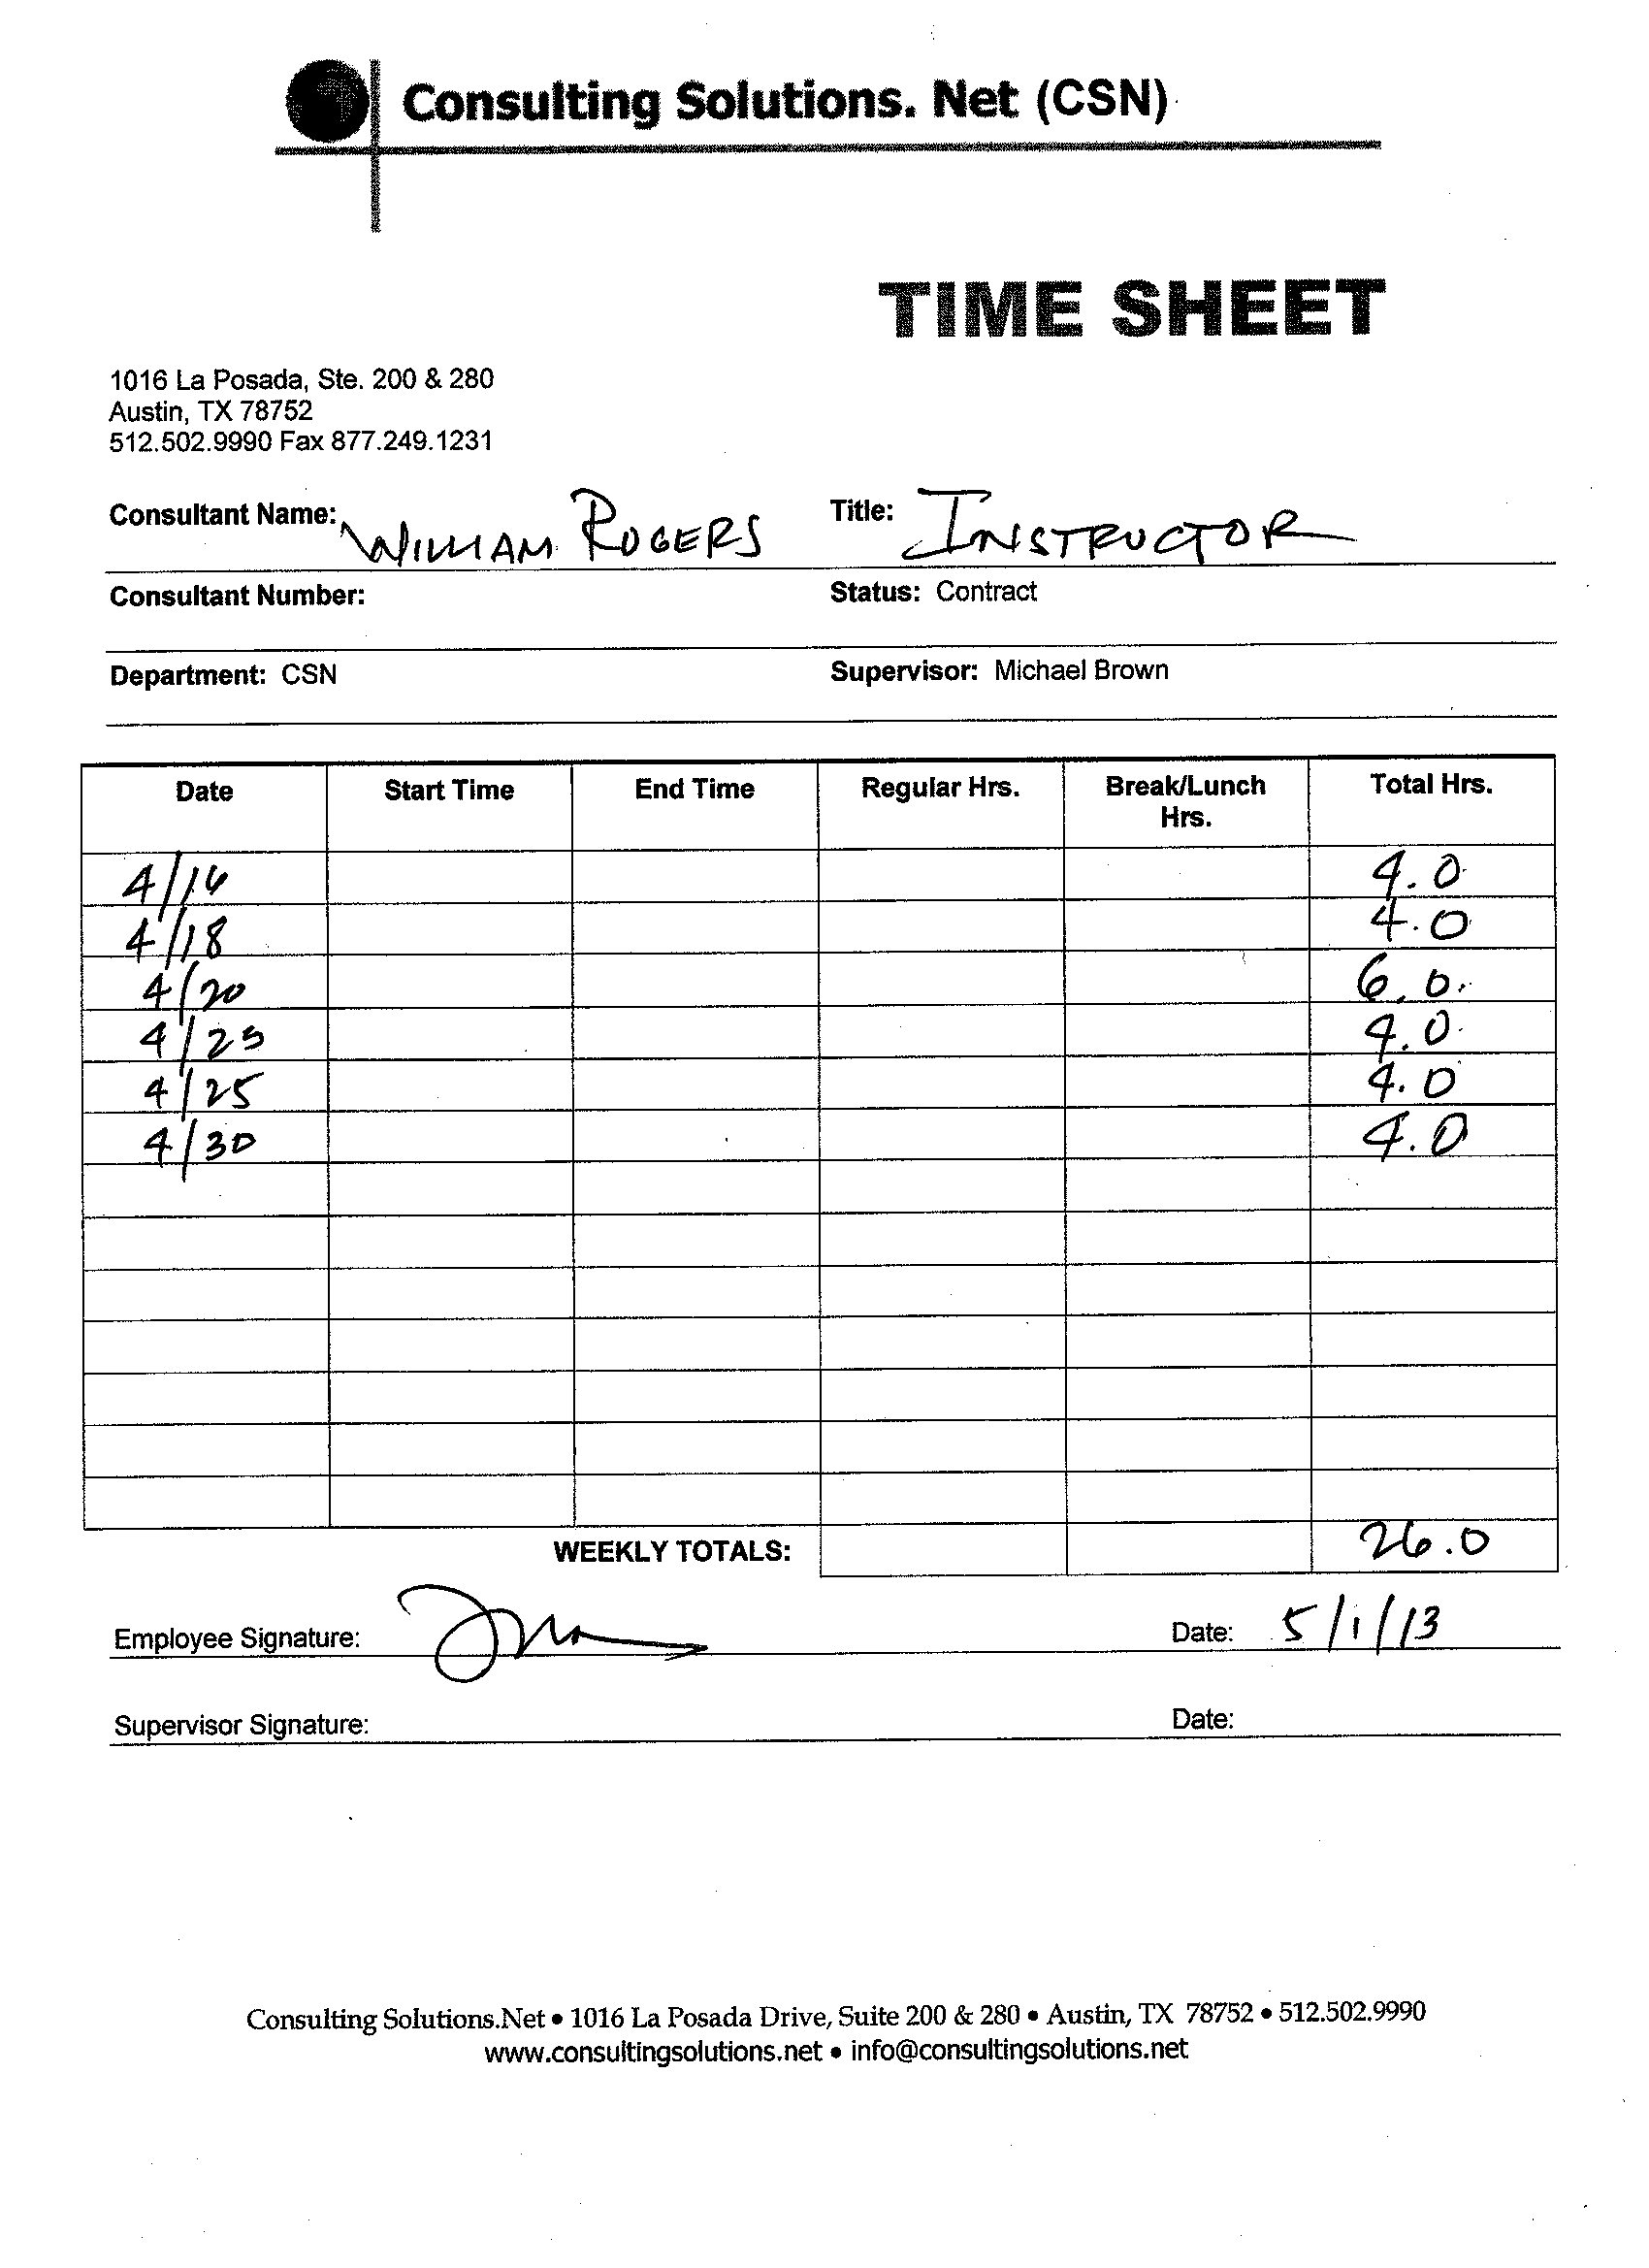 Consulting Solutions. Net (CSN)
TIME SHEET
1016 La Posada, Ste. 200 & 280
Austin, TX 78752
512.502.9990 Fax 877.249.1231
Consultant Name: WILLIAM ROGERS Title: INSTRUCTOR
Consultant Number: Status: Contract
Department: CSN Supervisor: Michael Brown
Date Start Time End Time Regular Hrs. Break/Lunch Hrs. Total Hrs.
4/16 4.0
4/18 4.0
4/20 6.0
4/23 4.0
4/25 4.0
4/30 4.0
WEEKLY TOTALS: 26.0
Employee Signature: Date: 5/1/13
Supervisor Signature: Date:
Consulting Solutions.Net • 1016 La Posada Drive, Suite 200 & 280 • Austin, TX 78752 • 512.502.9990
www.consultingsolutions.net • info@consultingsolutions.net